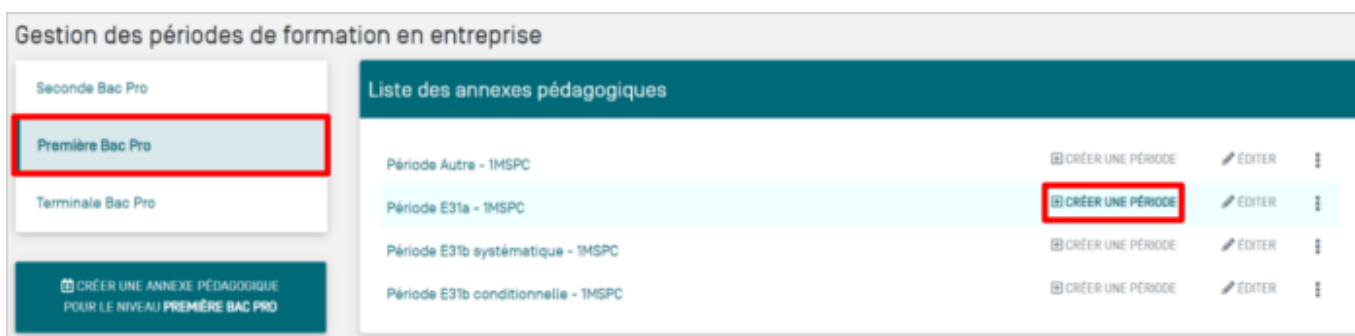 Gestion des périodes de formation en entreprise
Seconde Bac Pro
Première Bac Pro
Terminale Bac Pro
CRÉER UNE ANNEXE PÉDAGOGIQUE
POUR LE NIVEAU PREMIÈRE BAC PRO
Liste des annexes pédagogiques
Période Autre - 1MSPC CRÉER UNE PÉRIODE ÉDITER
Période E31a - 1MSPC CRÉER UNE PÉRIODE ÉDITER
Période E31b systématique - 1MSPC CRÉER UNE PÉRIODE ÉDITER
Période E31b conditionnelle - 1MSPC CRÉER UNE PÉRIODE ÉDITER